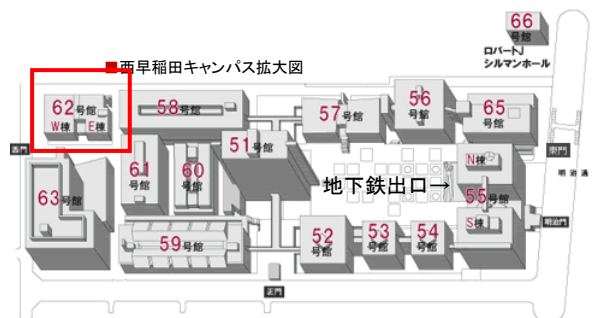 66
号館
ロバートJ
シルマンホール
■西早稲田キャンパス拡大図
62号館
W棟 E棟
58号館
57号館
56
号館
65
号館
西門
51号館
61
号館
60
号館
63
号館
N棟
東門
明治通
地下鉄出口→
55
号館
S棟
明治門
59号館
52
号館
53
号館
54
号館
正門